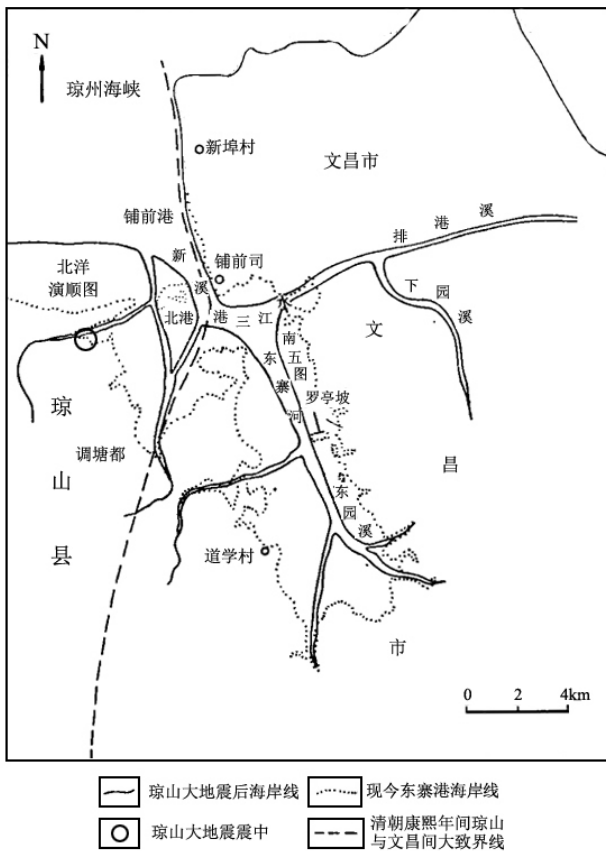 N
琼州海峡
新埠村
文昌市
铺前港
新溪港
铺前司
排港溪
北洋
演顺图
北港
三江
下园溪
南五图
东寨河
罗亭坡
文昌市
琼山县
调塘都
东园溪
道学村
0 2 4km
琼山大地震后海岸线
现今东寨港海岸线
琼山大地震震中
清朝康熙年间琼山
与文昌间大致界线